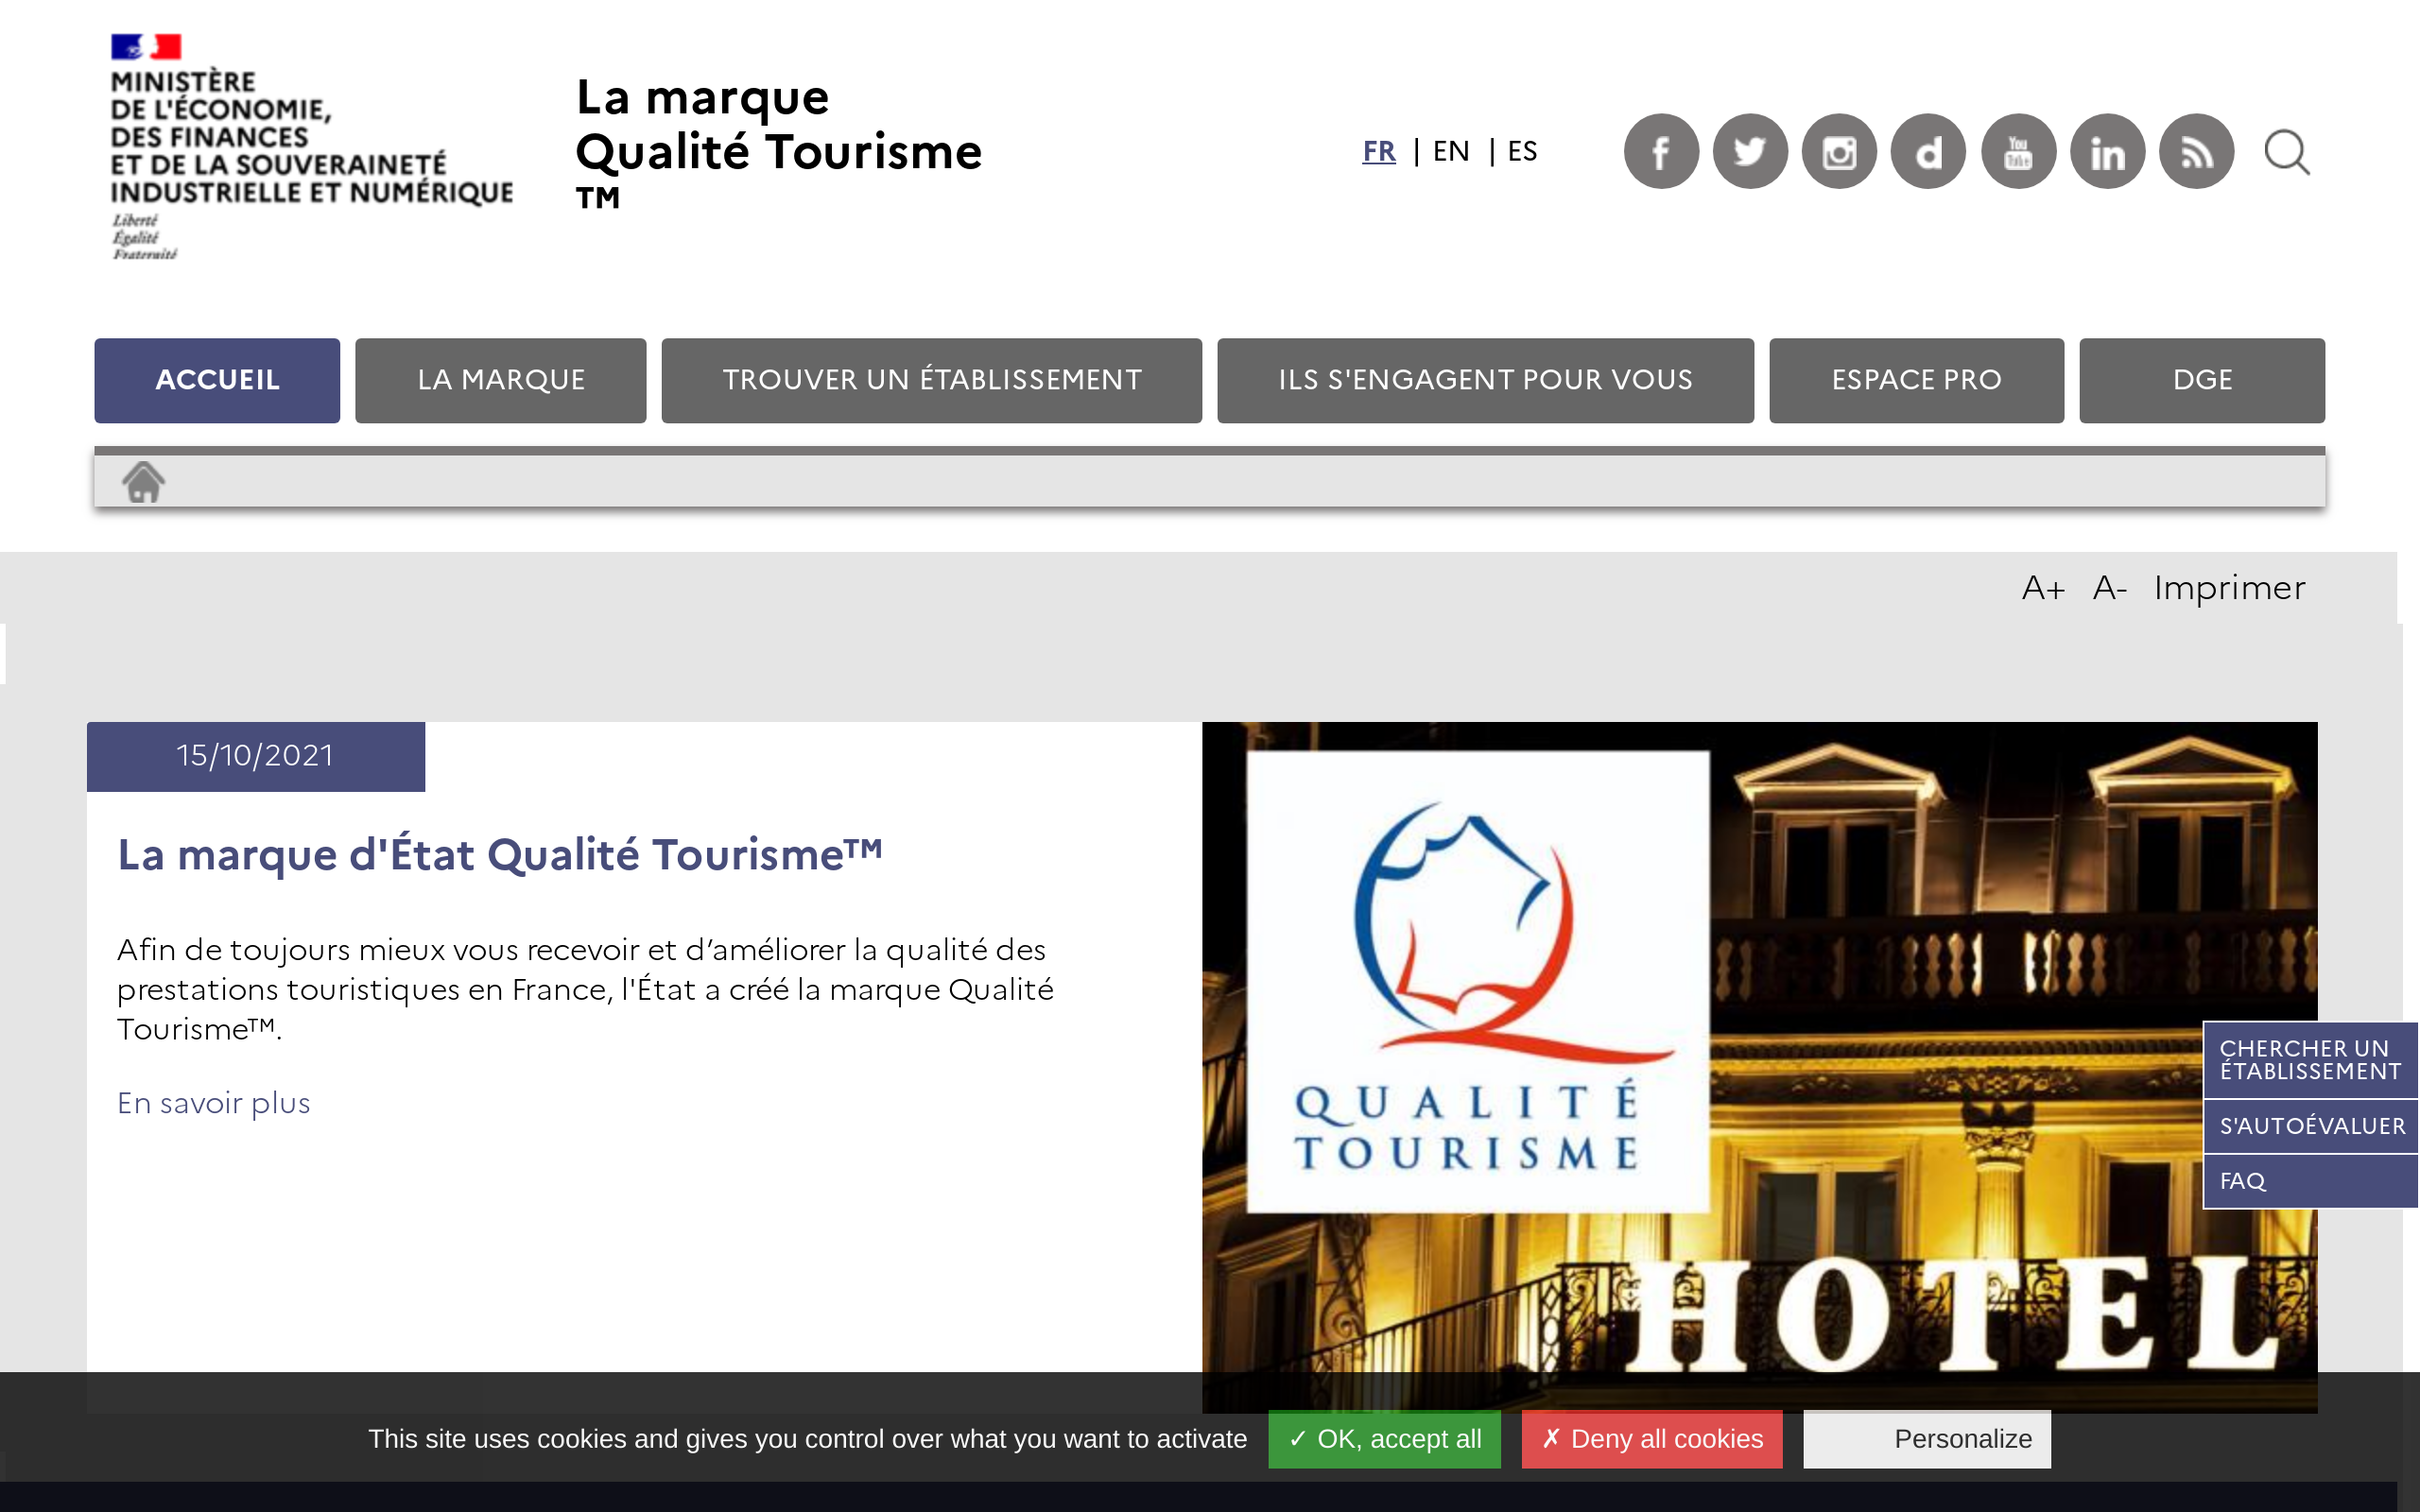 MINISTÈRE
DE L'ÉCONOMIE,
DES FINANCES
ET DE LA SOUVERAINETÉ
INDUSTRIELLE ET NUMÉRIQUE
Liberté
Égalité
Fraternité
La marque
Qualité Tourisme
™
FR | EN | ES
ACCUEIL
LA MARQUE
TROUVER UN ÉTABLISSEMENT
ILS S'ENGAGENT POUR VOUS
ESPACE PRO
DGE
A+ A- Imprimer
15/10/2021
La marque d'État Qualité Tourisme™
Afin de toujours mieux vous recevoir et d’améliorer la qualité des
prestations touristiques en France, l'État a créé la marque Qualité
Tourisme™.
En savoir plus
QUALITÉ
TOURISME
HOTEL
CHERCHER UN
ÉTABLISSEMENT
S'AUTOÉVALUER
FAQ
This site uses cookies and gives you control over what you want to activate
✓ OK, accept all
✗ Deny all cookies
Personalize